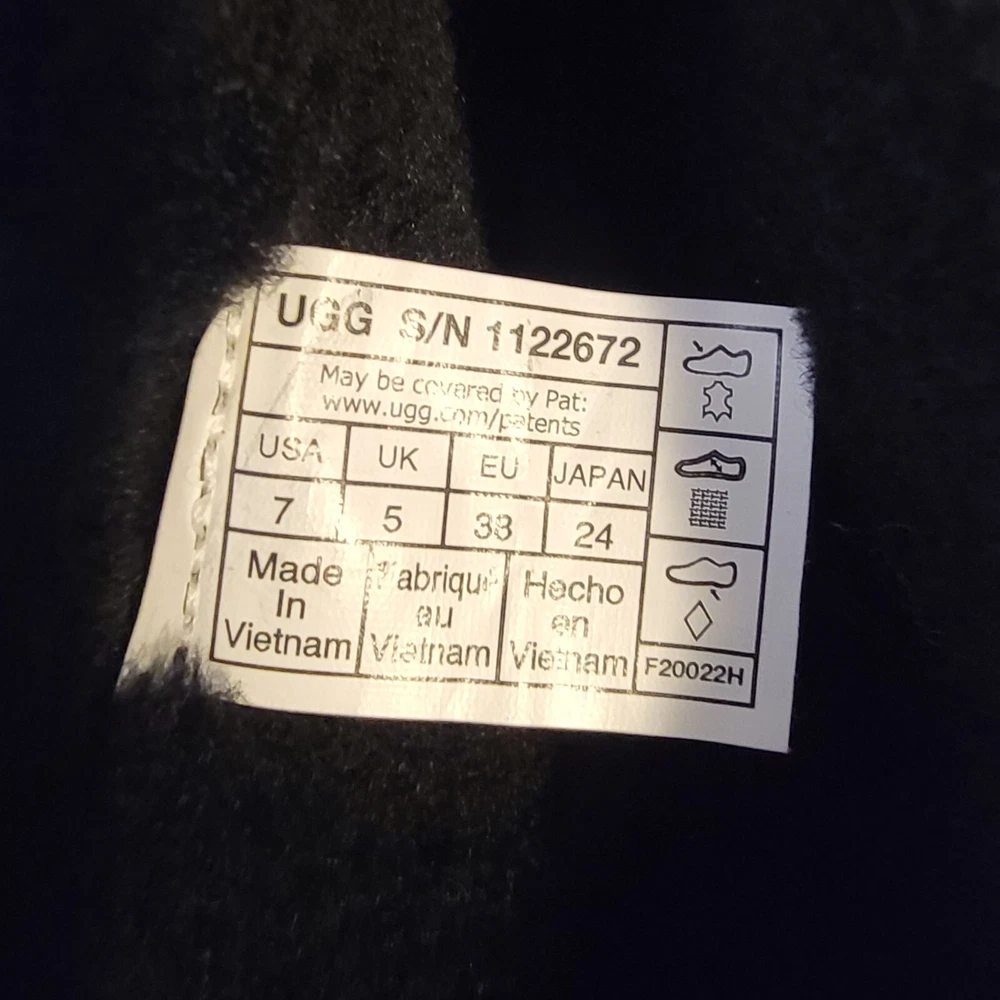 UGG S/N 1122672
May be covered by Pat:
www.ugg.com/patents
USA UK EU JAPAN
7 5 38 24
Made
In
Vietnam
Fabriqué
au
Vietnam
Hecho
en
Vietnam
F20022H